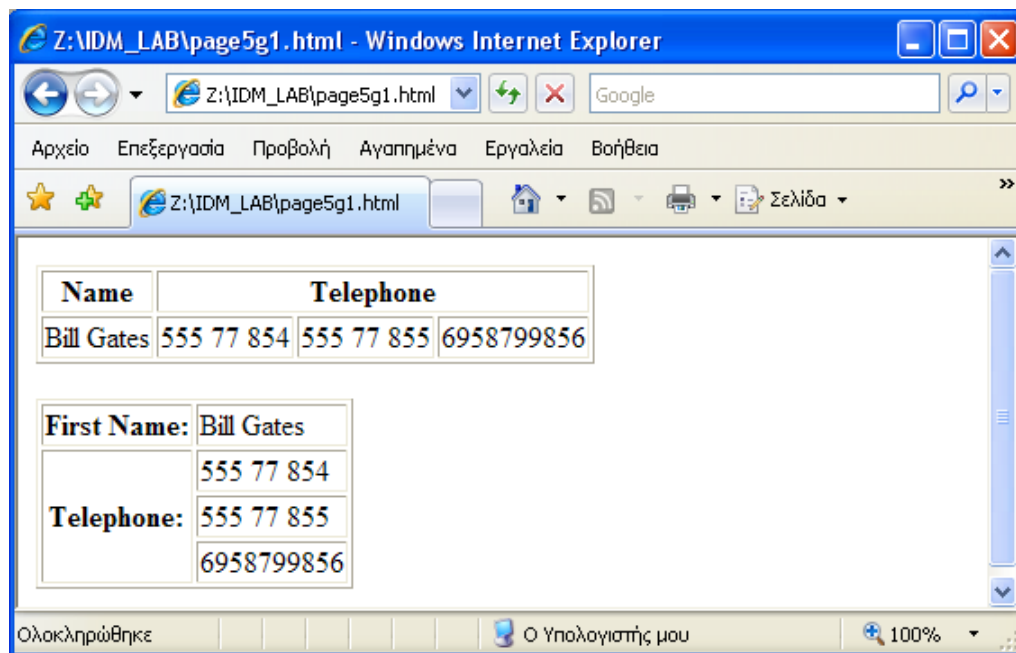 Z:\IDM_LAB\page5g1.html - Windows Internet Explorer
Z:\IDM_LAB\page5g1.html Google
Αρχείο Επεξεργασία Προβολή Αγαπημένα Εργαλεία Βοήθεια
Z:\IDM_LAB\page5g1.html Σελίδα »
Name Telephone
Bill Gates 555 77 854 555 77 855 6958799856
First Name: Bill Gates
Telephone: 555 77 854
555 77 855
6958799856
Ολοκληρώθηκε Ο Υπολογιστής μου 100%